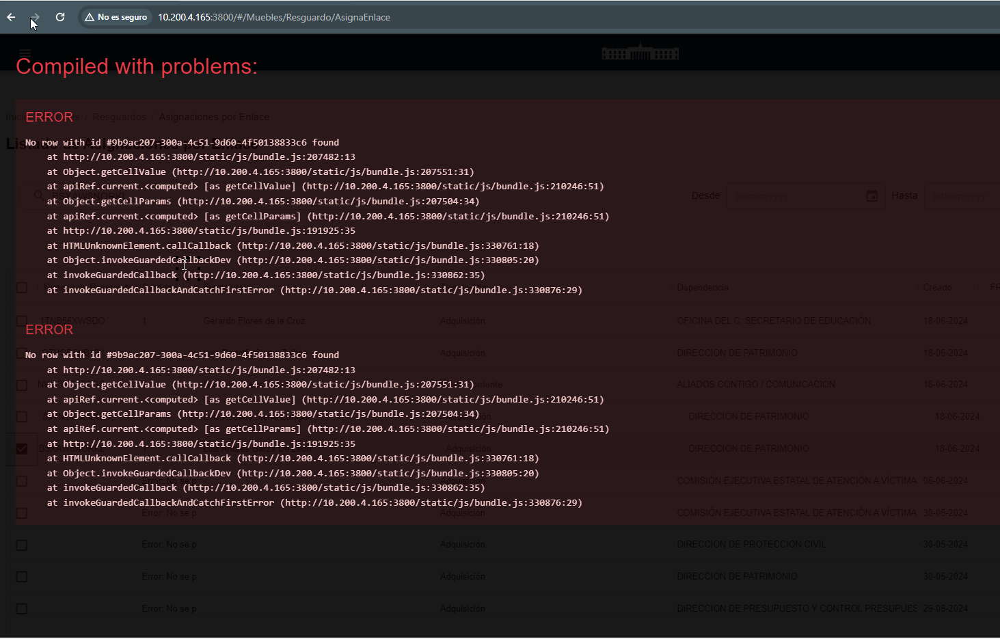 No es seguro
10.200.4.165:3800/#/Muebles/Resguardo/AsignaEnlace
Compiled with problems:
Resguardos / Asignaciones por Enlace
ERROR
No row with id #9b9ac207-300a-4c51-9d60-4f50138833c6 found
at http://10.200.4.165:3800/static/js/bundle.js:207482:13
at Object.getCellValue (http://10.200.4.165:3800/static/js/bundle.js:207551:31)
at apiRef.current.<computed> [as getCellValue] (http://10.200.4.165:3800/static/js/bundle.js:210246:51)
Desde dd/mm/yyyy Hasta dd/mm/yyyy
at Object.getCellParams (http://10.200.4.165:3800/static/js/bundle.js:207504:34)
at apiRef.current.<computed> [as getCellParams] (http://10.200.4.165:3800/static/js/bundle.js:210246:51)
at http://10.200.4.165:3800/static/js/bundle.js:191925:35
at HTMLUnknownElement.callCallback (http://10.200.4.165:3800/static/js/bundle.js:330761:18)
at Object.invokeGuardedCallbackDev (http://10.200.4.165:3800/static/js/bundle.js:330805:20)
at invokeGuardedCallback (http://10.200.4.165:3800/static/js/bundle.js:330862:35)
at invokeGuardedCallbackAndCatchFirstError (http://10.200.4.165:3800/static/js/bundle.js:330876:29)
Dependencia Creado
1TNB56XWSDO 1 Gerardo Flores de la Cruz Adquisición OFICINA DEL C. SECRETARIO DE EDUCACIÓN 18-06-2024
ERROR
No row with id #9b9ac207-300a-4c51-9d60-4f50138833c6 found
Adquisición DIRECCION DE PATRIMONIO 18-06-2024
at http://10.200.4.165:3800/static/js/bundle.js:207482:13
at Object.getCellValue (http://10.200.4.165:3800/static/js/bundle.js:207551:31)
ALIADOS CONTIGO / COMUNICACION 18-06-2024
at apiRef.current.<computed> [as getCellValue] (http://10.200.4.165:3800/static/js/bundle.js:210246:51)
at Object.getCellParams (http://10.200.4.165:3800/static/js/bundle.js:207504:34)
DIRECCION DE PATRIMONIO 18-06-2024
at apiRef.current.<computed> [as getCellParams] (http://10.200.4.165:3800/static/js/bundle.js:210246:51)
at http://10.200.4.165:3800/static/js/bundle.js:191925:35
Adquisición DIRECCION DE PATRIMONIO 18-06-2024
at HTMLUnknownElement.callCallback (http://10.200.4.165:3800/static/js/bundle.js:330761:18)
at Object.invokeGuardedCallbackDev (http://10.200.4.165:3800/static/js/bundle.js:330805:20)
COMISIÓN EJECUTIVA ESTATAL DE ATENCIÓN A VÍCTIMA 06-06-2024
at invokeGuardedCallback (http://10.200.4.165:3800/static/js/bundle.js:330862:35)
at invokeGuardedCallbackAndCatchFirstError (http://10.200.4.165:3800/static/js/bundle.js:330876:29)
Error: No se p Adquisición COMISIÓN EJECUTIVA ESTATAL DE ATENCIÓN A VÍCTIMA 30-05-2024
Error: No se p Adquisición DIRECCION DE PROTECCION CIVIL 30-05-2024
Error: No se p Adquisición DIRECCION DE PATRIMONIO 30-05-2024
Error: No se p Adquisición DIRECCION DE PRESUPUESTO Y CONTROL PRESUPUES 29-05-2024